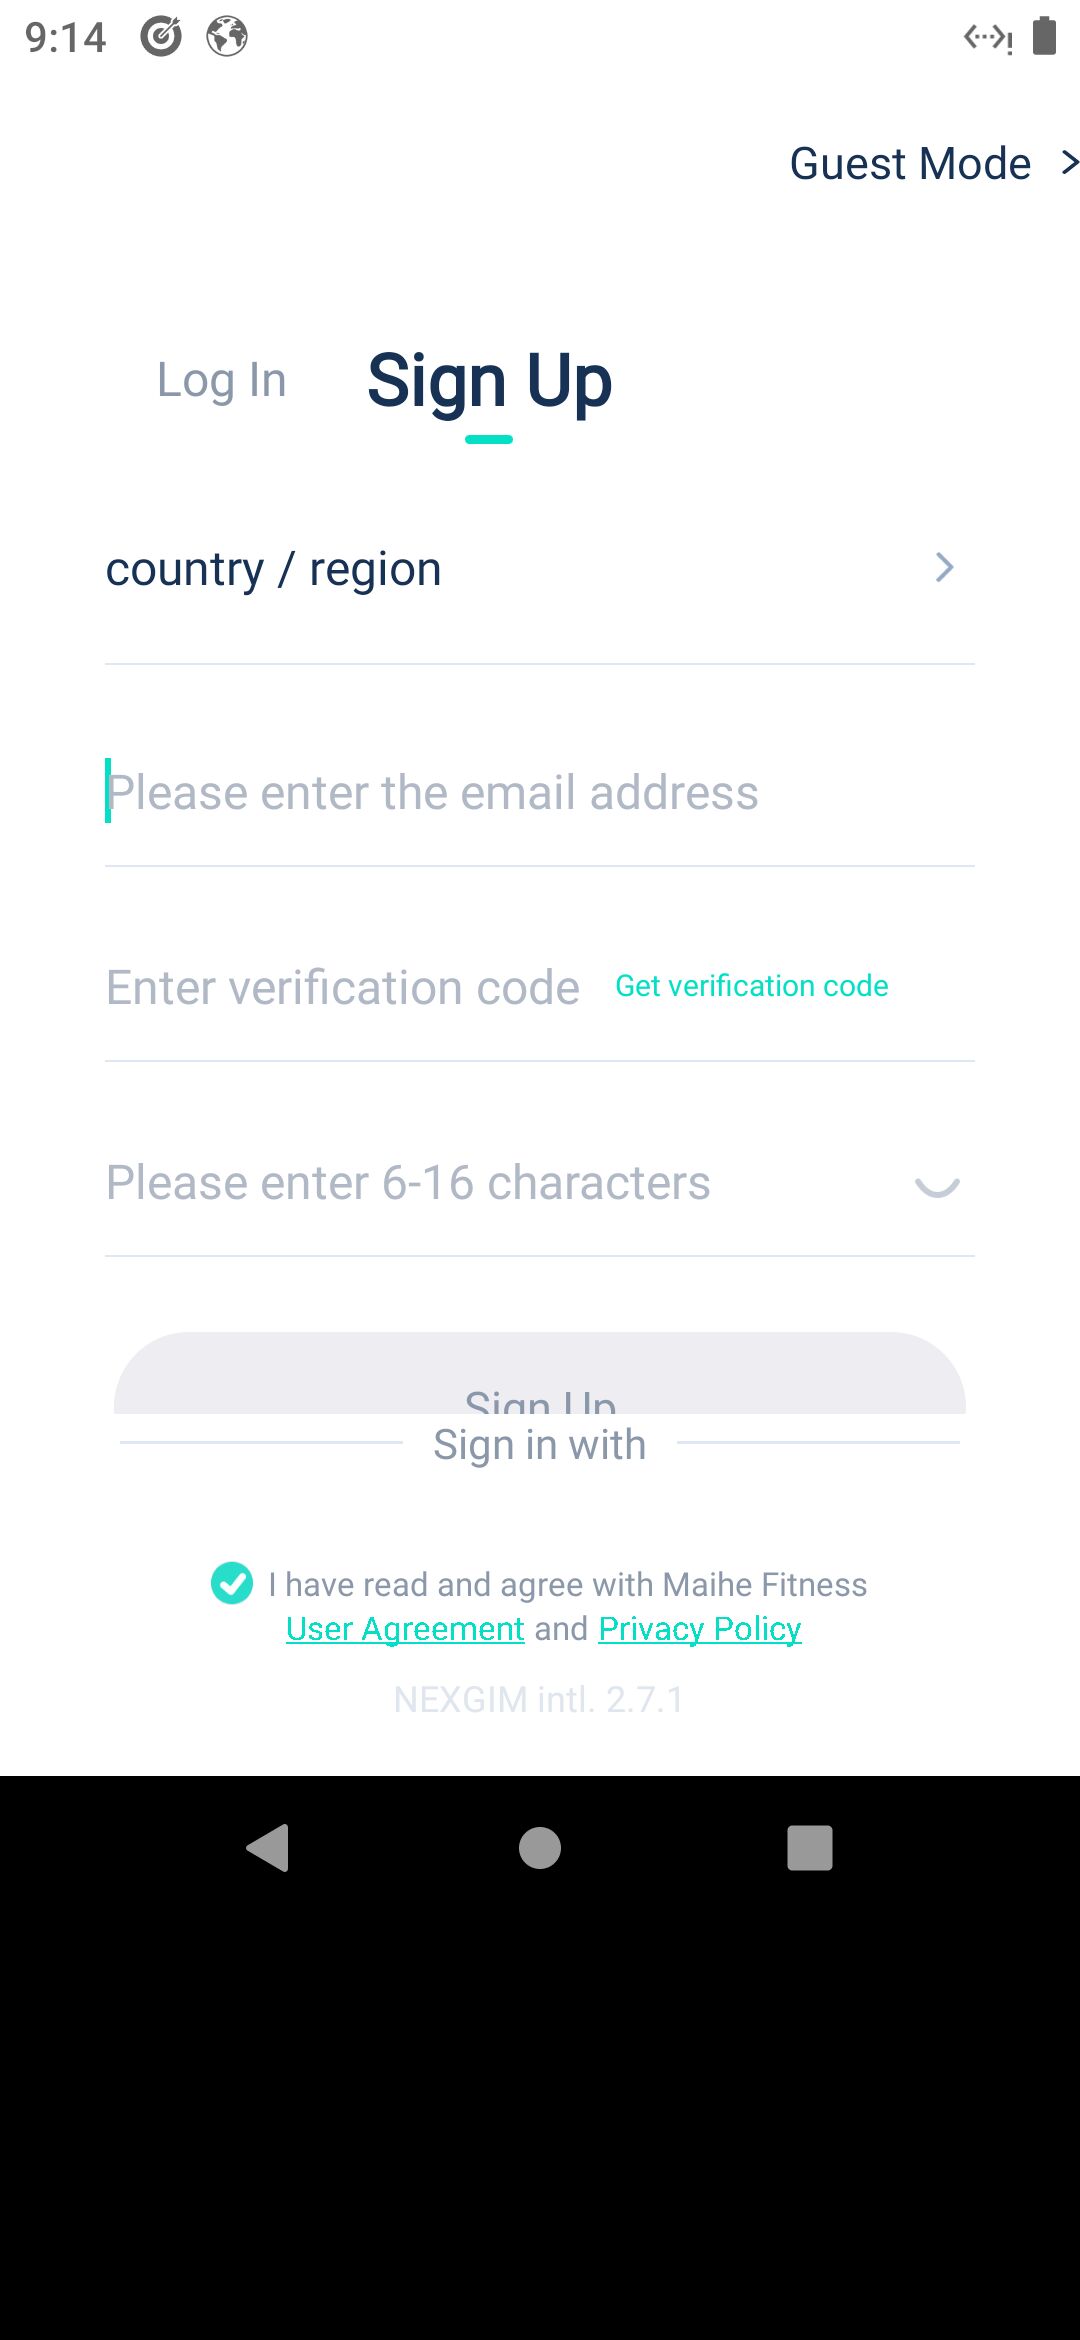 9:14
Guest Mode
Log In
Sign Up
country / region
Please enter the email address
Enter verification code
Get verification code
Please enter 6-16 characters
Sign Up
Sign in with
I have read and agree with Maihe Fitness
User Agreement and Privacy Policy
NEXGIM intl. 2.7.1